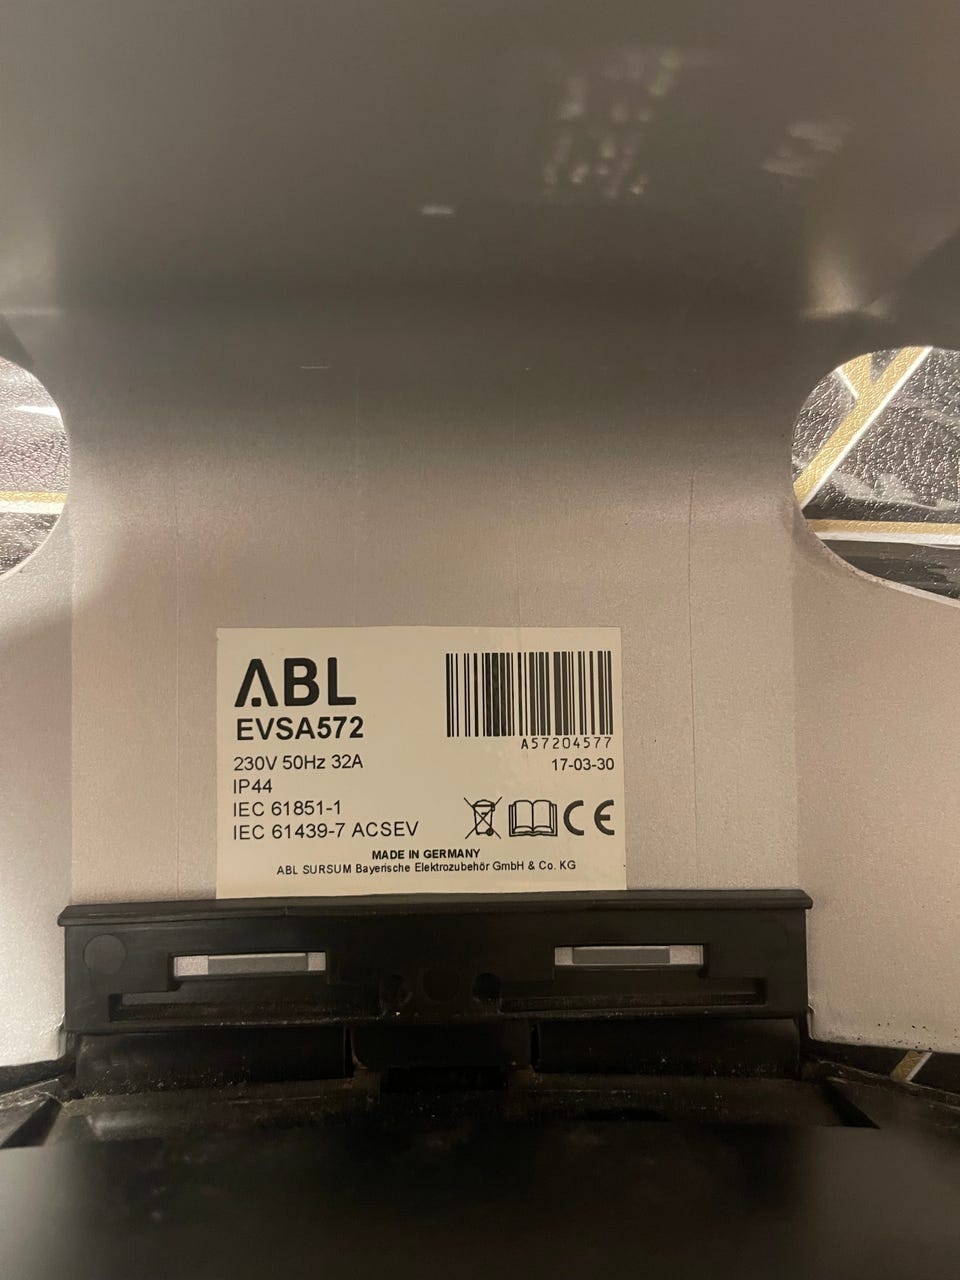 ABL
EVSA572
A57204577
230V 50Hz 32A
17-03-30
IP44
IEC 61851-1
IEC 61439-7 ACSEV
CE
MADE IN GERMANY
ABL SURSUM Bayerische Elektrozubehör GmbH & Co. KG